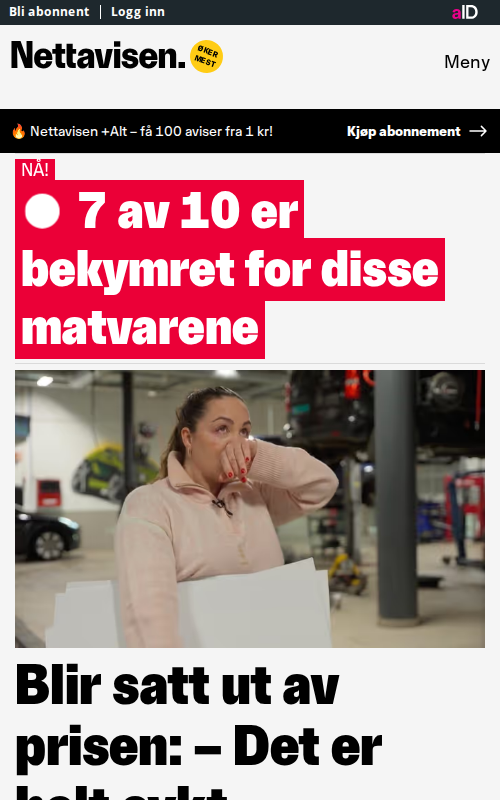 Bli abonnent | Logg inn
aID
Nettavisen.
ØKER
MEST
Meny
🔥 Nettavisen +Alt – få 100 aviser fra 1 kr!
Kjøp abonnement →
NÅ!
7 av 10 er
bekymret for disse
matvarene
Blir satt ut av
prisen: – Det er